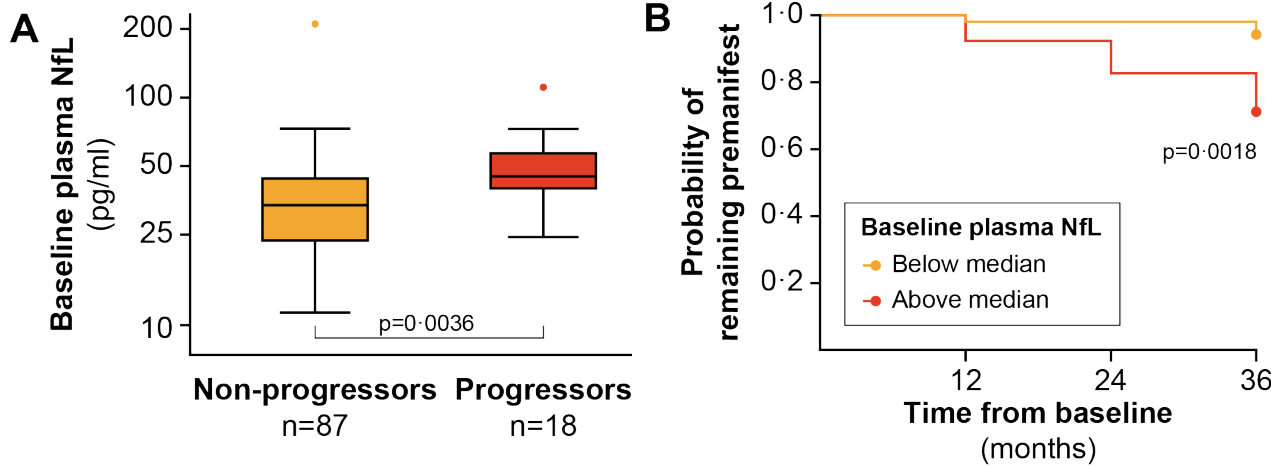 A
Baseline plasma NfL
(pg/ml)
200
100
50
25
10
p=0·0036
Non-progressors
n=87
Progressors
n=18
B
Probability of
remaining premanifest
1·0
0·8
0·6
0·4
0·2
p=0·0018
Baseline plasma NfL
Below median
Above median
12
24
36
Time from baseline
(months)